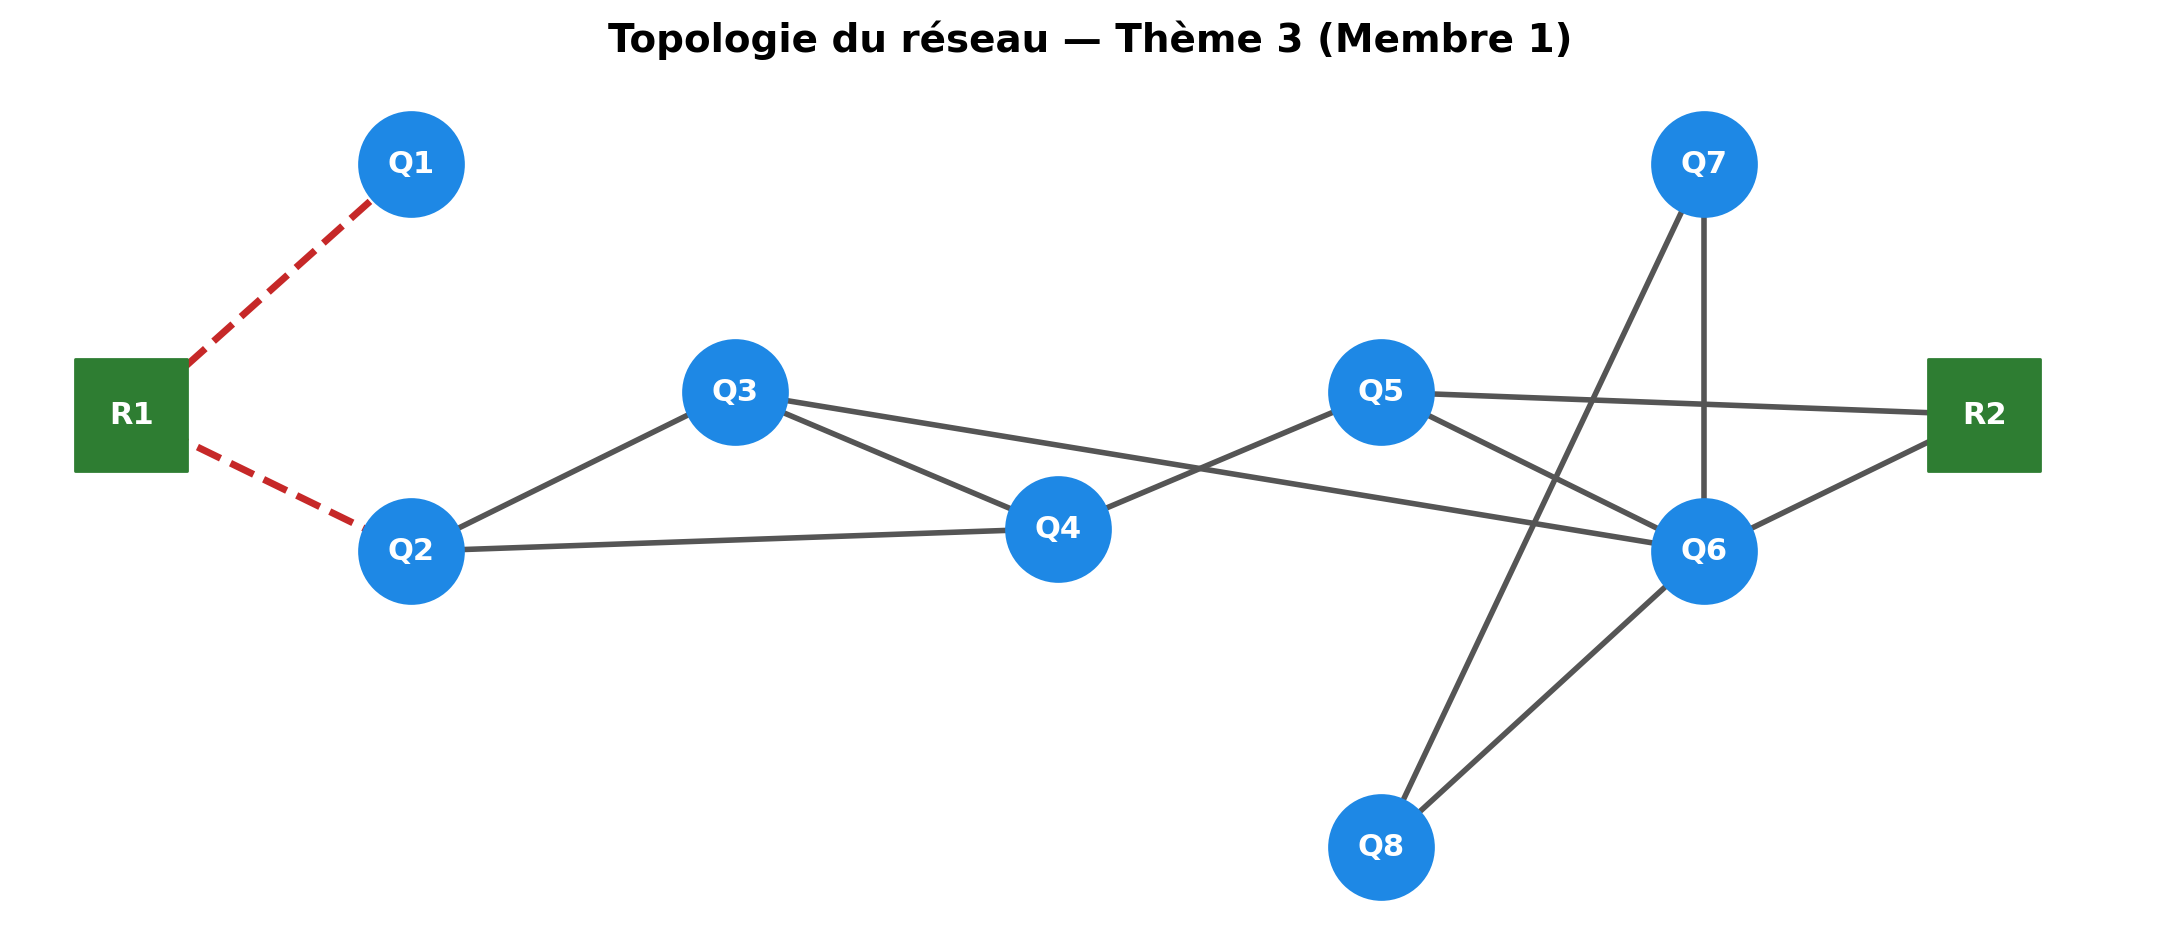 Topologie du réseau — Thème 3 (Membre 1)
Q1
Q7
Q3
Q5
R1
R2
Q4
Q2
Q6
Q8